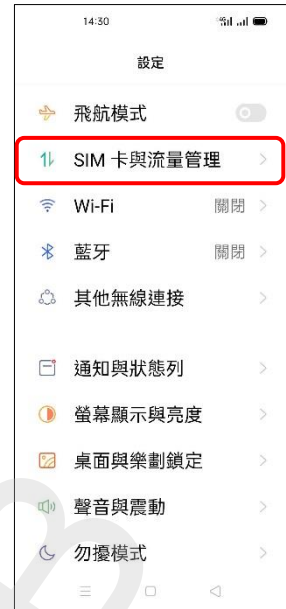 14:30
設定
飛航模式
SIM 卡與流量管理
Wi-Fi 關閉
藍牙 關閉
其他無線連接
通知與狀態列
螢幕顯示與亮度
桌面與樂劃鎖定
聲音與震動
勿擾模式